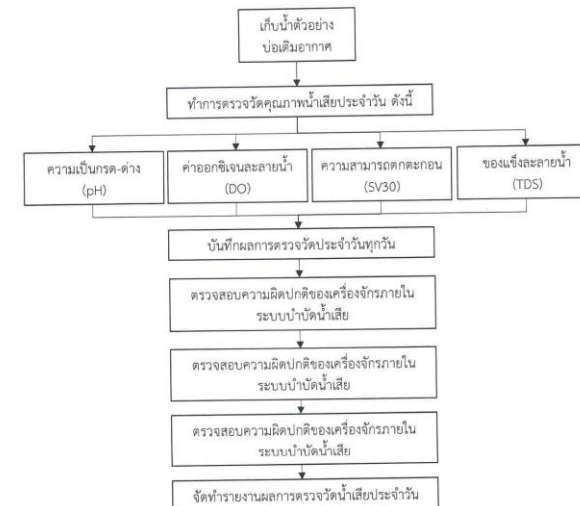 เก็บน้ำตัวอย่าง
บ่อเติมอากาศ
ทำการตรวจวัดคุณภาพน้ำเสียประจำวัน ดังนี้
ความเป็นกรด-ด่าง
(pH)
ค่าออกซิเจนละลายน้ำ
(DO)
ความสามารถตกตะกอน
(SV30)
ของแข็งละลายน้ำ
(TDS)
บันทึกผลการตรวจวัดประจำวันทุกวัน
ตรวจสอบความผิดปกติของเครื่องจักรภายใน
ระบบบำบัดน้ำเสีย
ตรวจสอบความผิดปกติของเครื่องจักรภายใน
ระบบบำบัดน้ำเสีย
ตรวจสอบความผิดปกติของเครื่องจักรภายใน
ระบบบำบัดน้ำเสีย
จัดทำรายงานผลการตรวจวัดน้ำเสียประจำวัน